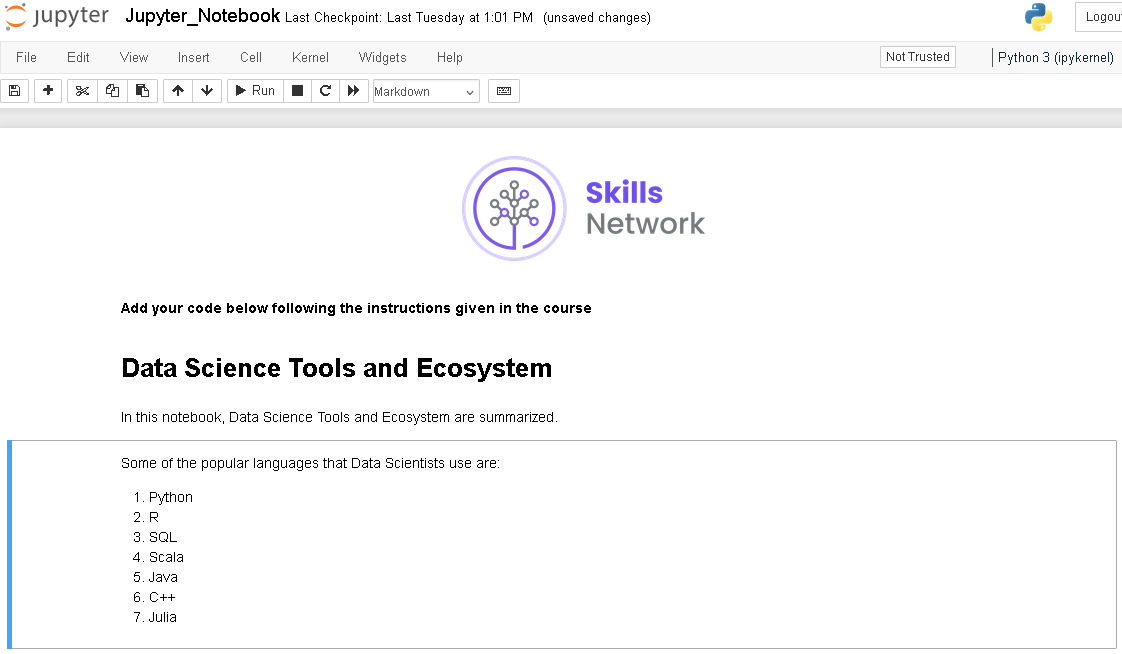 jupyter Jupyter_Notebook Last Checkpoint: Last Tuesday at 1:01 PM (unsaved changes) Logou
File Edit View Insert Cell Kernel Widgets Help Not Trusted Python 3 (ipykernel)
Run Markdown
Skills
Network
Add your code below following the instructions given in the course
Data Science Tools and Ecosystem
In this notebook, Data Science Tools and Ecosystem are summarized.
Some of the popular languages that Data Scientists use are:
1. Python
2. R
3. SQL
4. Scala
5. Java
6. C++
7. Julia